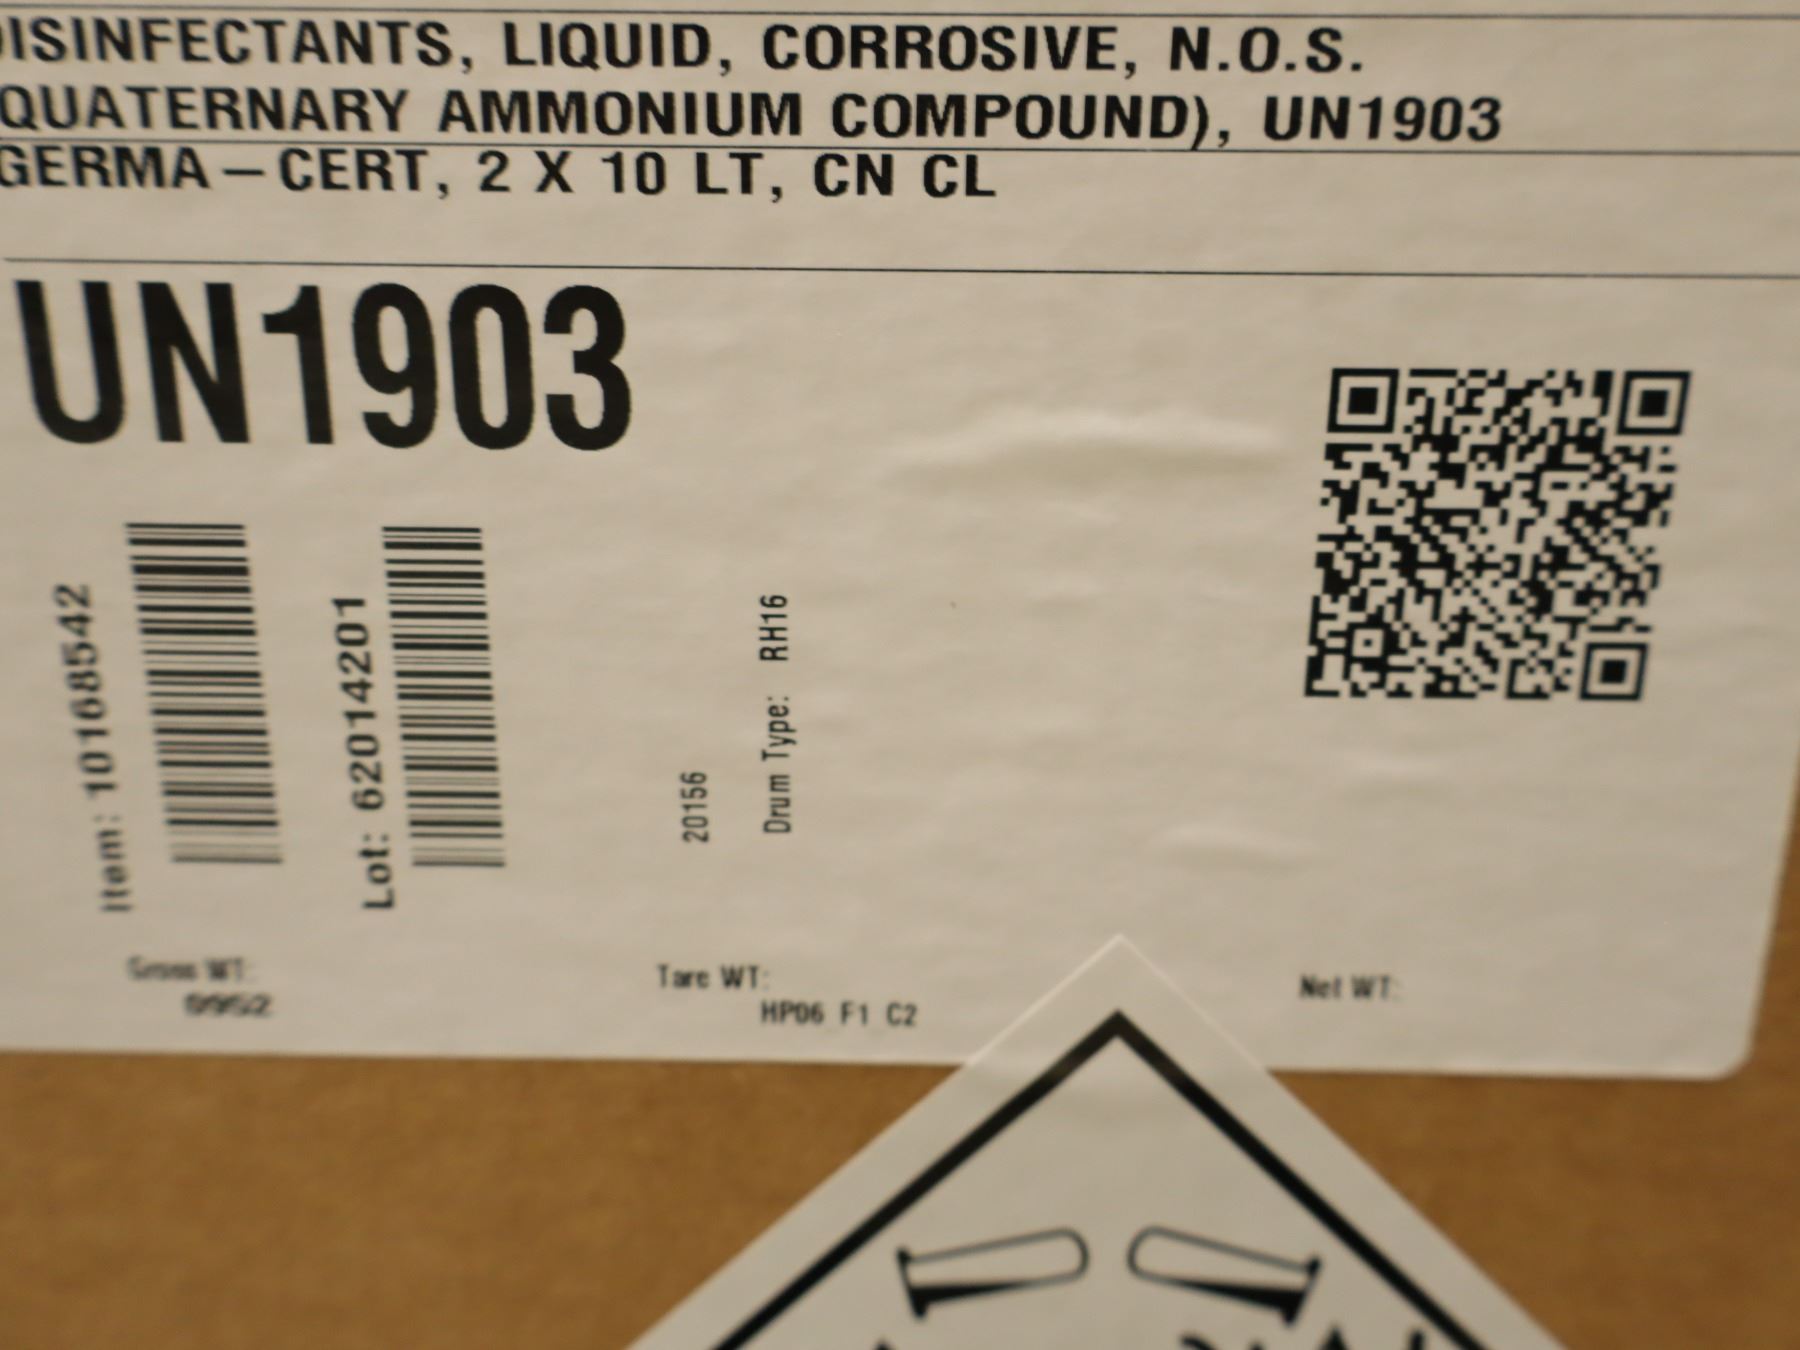 DISINFECTANTS, LIQUID, CORROSIVE, N.O.S.
QUATERNARY AMMONIUM COMPOUND), UN1903
GERMA-CERT, 2 X 10 LT, CN CL
UN1903
Item: 10168542
Lot: 62014201
20156
Drum Type: RH16
Gross WT:
9952
Tare WT:
HP06 F1 C2
Net WT: